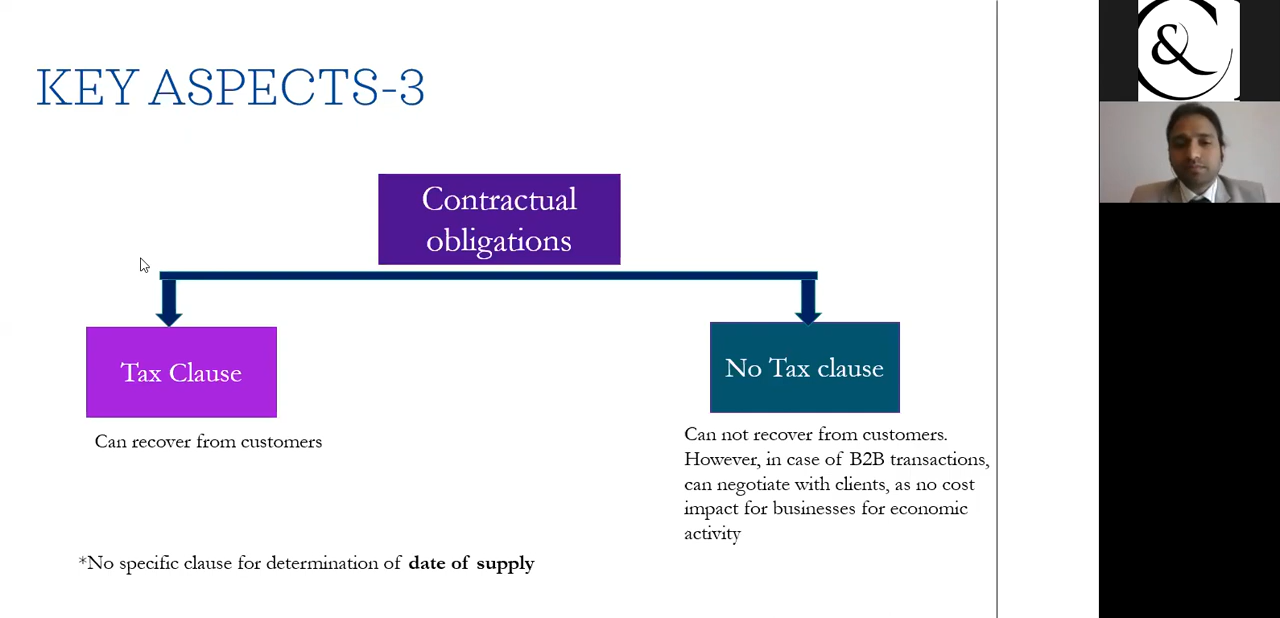 KEY ASPECTS-3
&
Contractual
obligations
Tax Clause
No Tax clause
Can recover from customers
Can not recover from customers.
However, in case of B2B transactions,
can negotiate with clients, as no cost
impact for businesses for economic
activity
*No specific clause for determination of date of supply